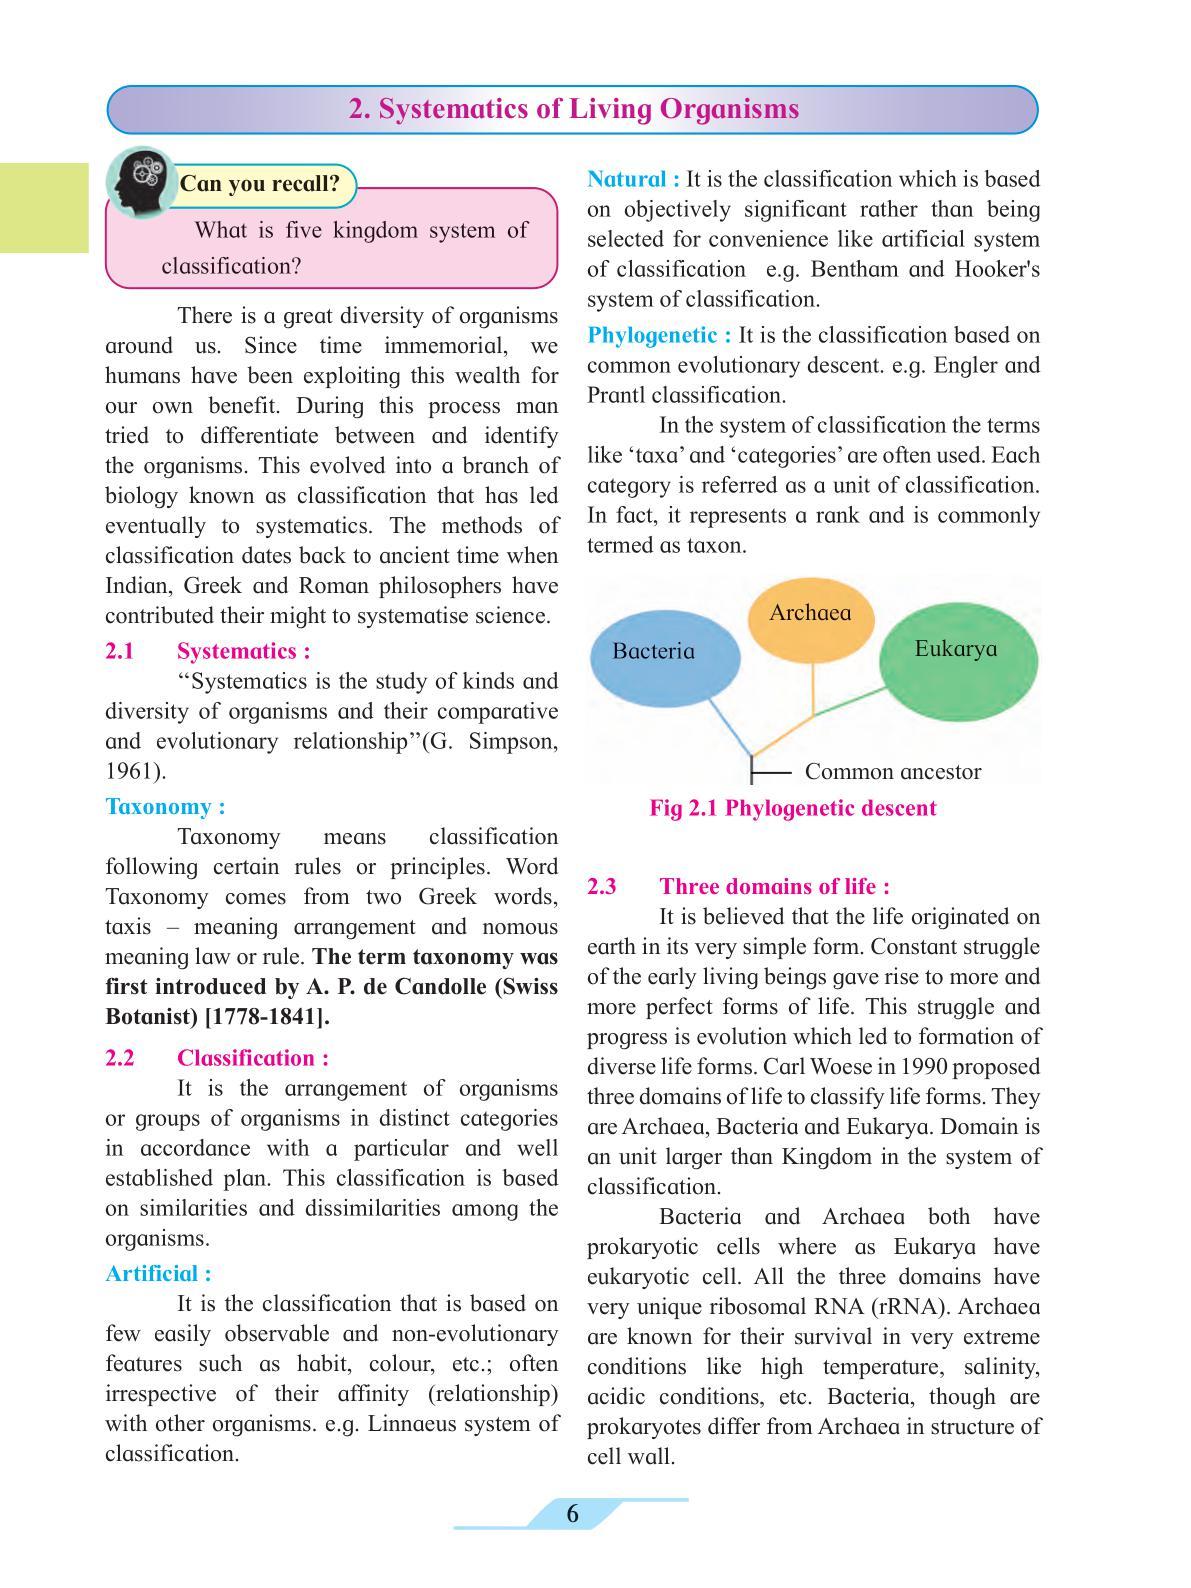 2. Systematics of Living Organisms
Can you recall?
What is five kingdom system of
classification?
There is a great diversity of organisms
around us. Since time immemorial, we
humans have been exploiting this wealth for
our own benefit. During this process man
tried to differentiate between and identify
the organisms. This evolved into a branch of
biology known as classification that has led
eventually to systematics. The methods of
classification dates back to ancient time when
Indian, Greek and Roman philosophers have
contributed their might to systematise science.
2.1 Systematics :
“Systematics is the study of kinds and
diversity of organisms and their comparative
and evolutionary relationship”(G. Simpson,
1961).
Taxonomy :
Taxonomy means classification
following certain rules or principles. Word
Taxonomy comes from two Greek words,
taxis – meaning arrangement and nomous
meaning law or rule. The term taxonomy was
first introduced by A. P. de Candolle (Swiss
Botanist) [1778-1841].
2.2 Classification :
It is the arrangement of organisms
or groups of organisms in distinct categories
in accordance with a particular and well
established plan. This classification is based
on similarities and dissimilarities among the
organisms.
Artificial :
It is the classification that is based on
few easily observable and non-evolutionary
features such as habit, colour, etc.; often
irrespective of their affinity (relationship)
with other organisms. e.g. Linnaeus system of
classification.
Natural : It is the classification which is based
on objectively significant rather than being
selected for convenience like artificial system
of classification e.g. Bentham and Hooker's
system of classification.
Phylogenetic : It is the classification based on
common evolutionary descent. e.g. Engler and
Prantl classification.
In the system of classification the terms
like ‘taxa’ and ‘categories’ are often used. Each
category is referred as a unit of classification.
In fact, it represents a rank and is commonly
termed as taxon.
Archaea
Bacteria
Eukarya
Common ancestor
Fig 2.1 Phylogenetic descent
2.3 Three domains of life :
It is believed that the life originated on
earth in its very simple form. Constant struggle
of the early living beings gave rise to more and
more perfect forms of life. This struggle and
progress is evolution which led to formation of
diverse life forms. Carl Woese in 1990 proposed
three domains of life to classify life forms. They
are Archaea, Bacteria and Eukarya. Domain is
an unit larger than Kingdom in the system of
classification.
Bacteria and Archaea both have
prokaryotic cells where as Eukarya have
eukaryotic cell. All the three domains have
very unique ribosomal RNA (rRNA). Archaea
are known for their survival in very extreme
conditions like high temperature, salinity,
acidic conditions, etc. Bacteria, though are
prokaryotes differ from Archaea in structure of
cell wall.
6